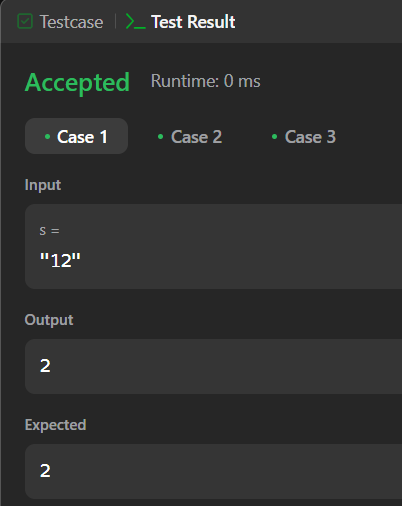 Testcase
Test Result
Accepted Runtime: 0 ms
Case 1 Case 2 Case 3
Input
s =
"12"
Output
2
Expected
2